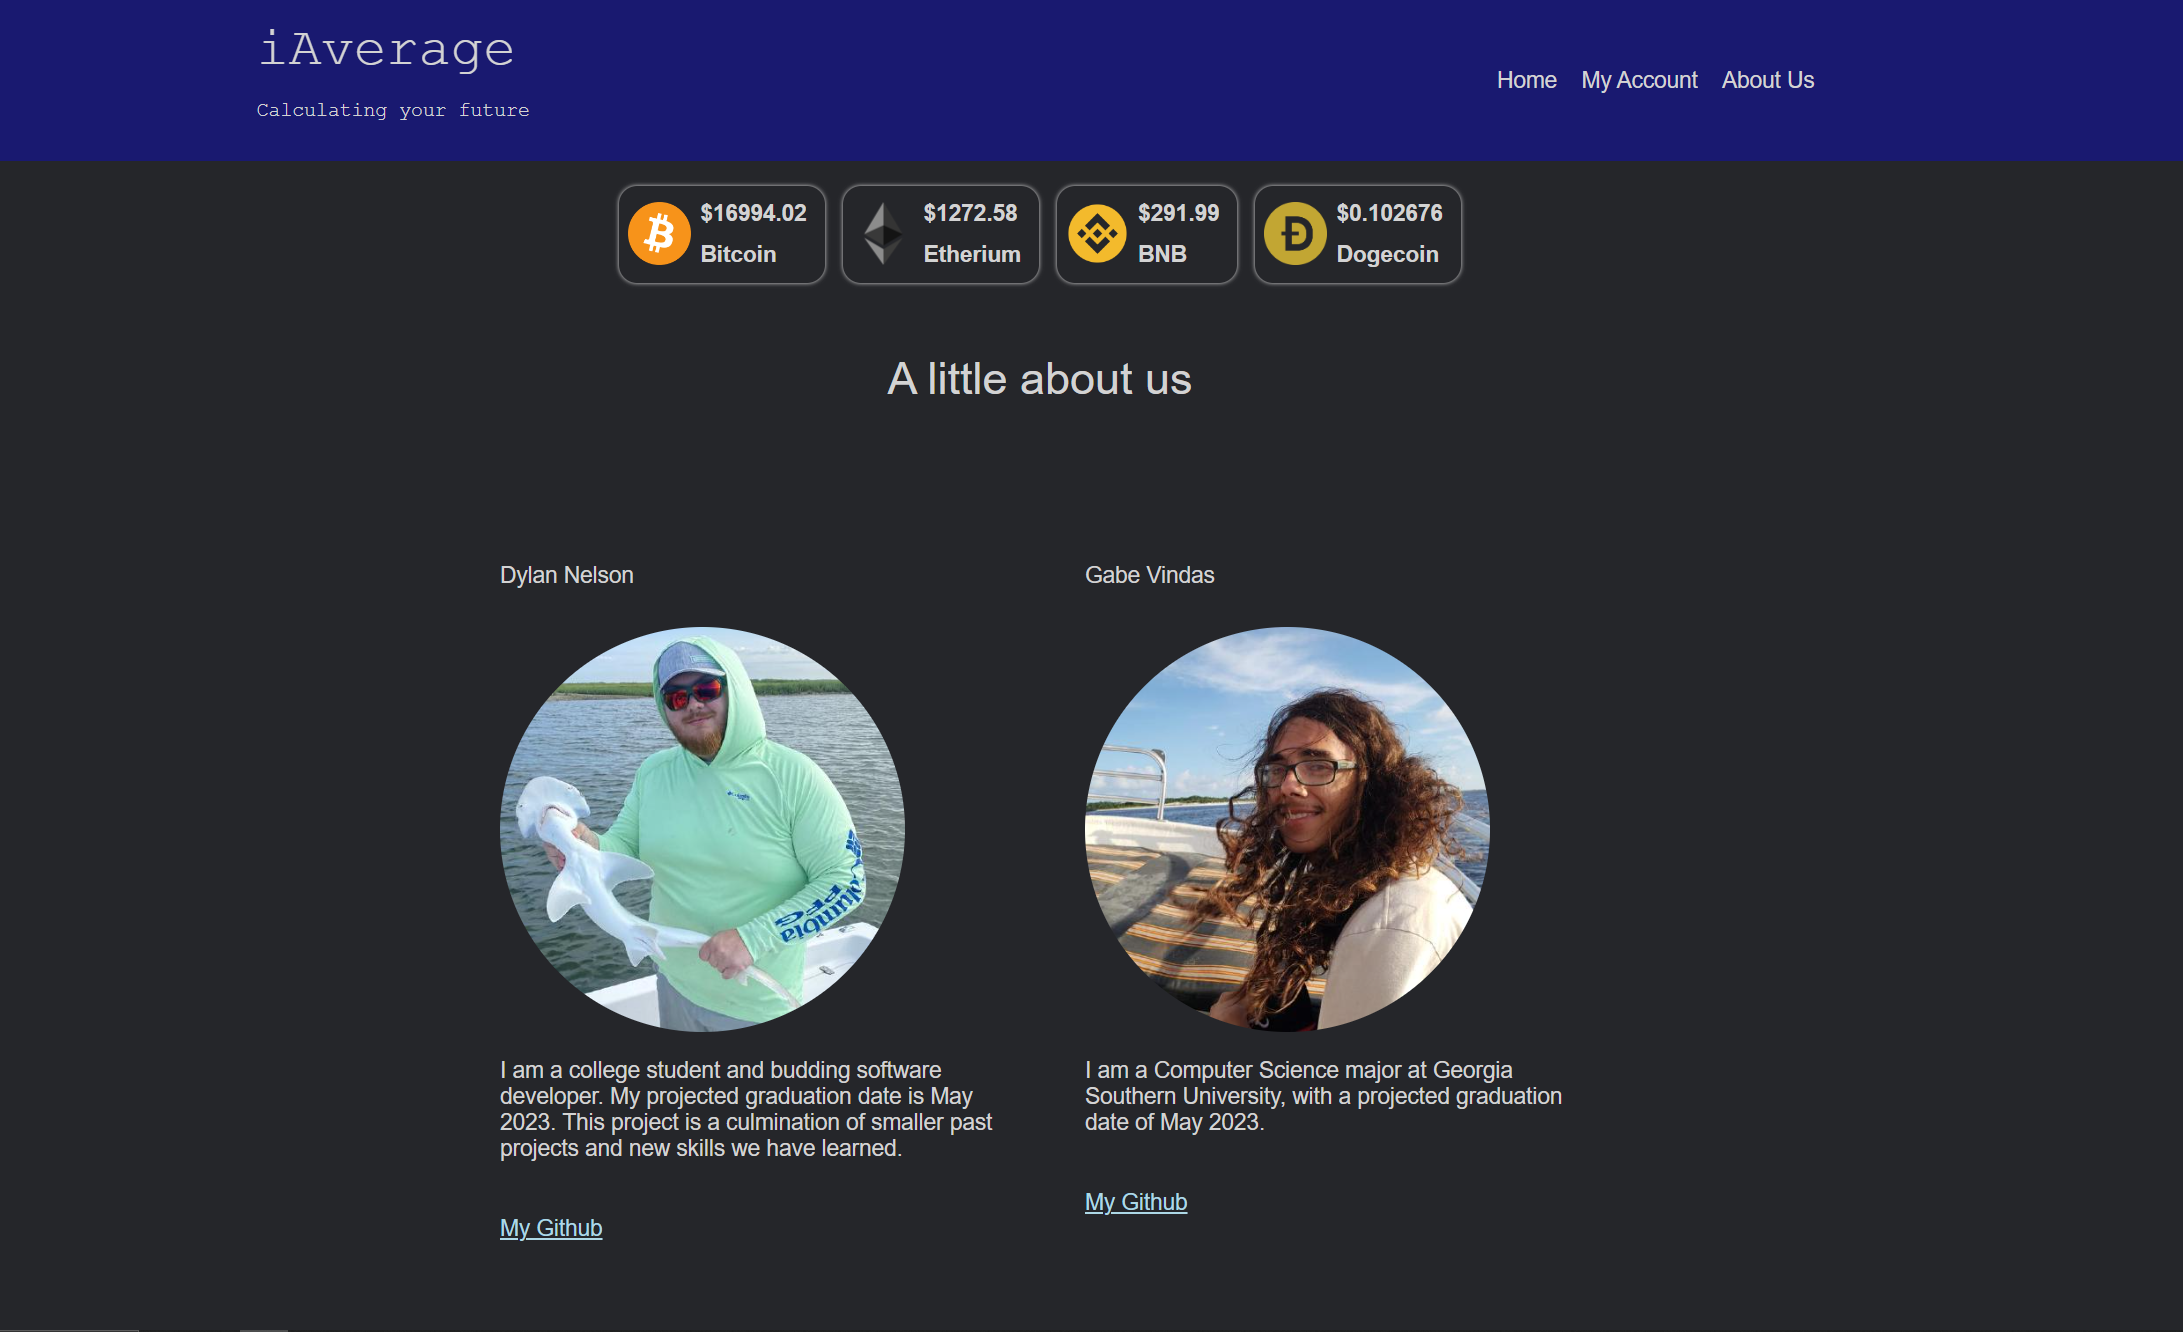 iAverage
Calculating your future
Home My Account About Us
$16994.02
Bitcoin
$1272.58
Etherium
$291.99
BNB
$0.102676
Dogecoin
A little about us
Dylan Nelson
Columbia
PFG
I am a college student and budding software
developer. My projected graduation date is May
2023. This project is a culmination of smaller past
projects and new skills we have learned.
My Github
Gabe Vindas
I am a Computer Science major at Georgia
Southern University, with a projected graduation
date of May 2023.
My Github